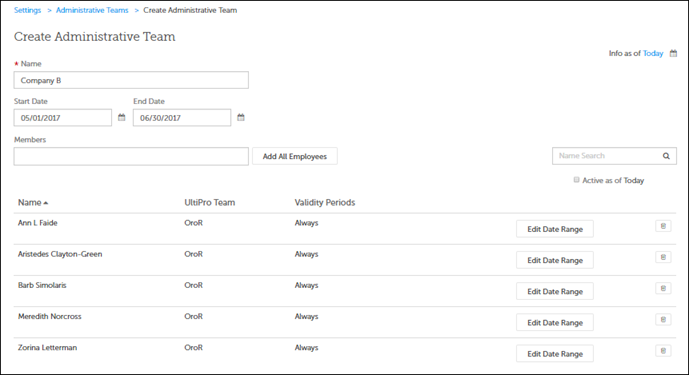 Settings > Administrative Teams > Create Administrative Team
Create Administrative Team
Info as of Today
* Name
Company B
Start Date End Date
05/01/2017 06/30/2017
Members
Add All Employees Name Search
Active as of Today
Name UltiPro Team Validity Periods
Ann L Faide OroR Always Edit Date Range
Aristedes Clayton-Green OroR Always Edit Date Range
Barb Simolaris OroR Always Edit Date Range
Meredith Norcross OroR Always Edit Date Range
Zorina Letterman OroR Always Edit Date Range